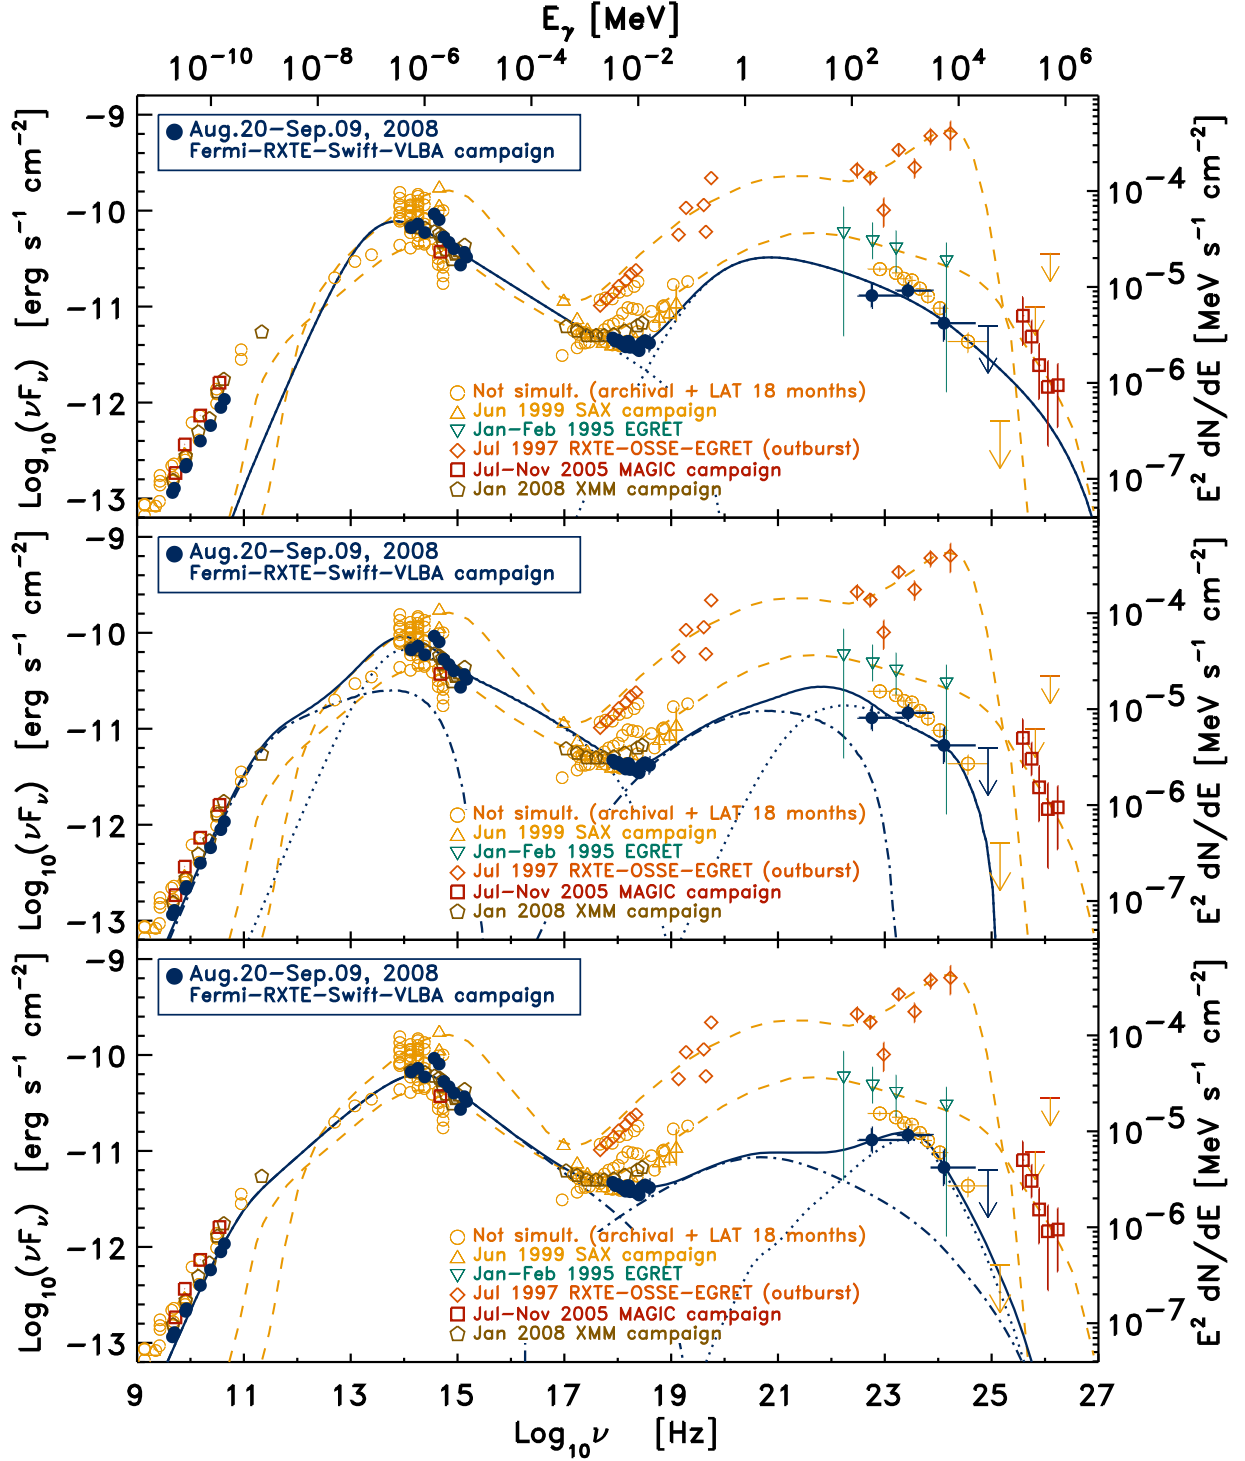 E_γ [MeV]
10^−10 10^−8 10^−6 10^−4 10^−2 1 10^2 10^4 10^6
Log_10(νF_ν) [erg s^−1 cm^−2]
−9
−10
−11
−12
−13
Aug.20−Sep.09, 2008
Fermi−RXTE−Swift−VLBA campaign
Not simult. (archival + LAT 18 months)
Jun 1999 SAX campaign
Jan−Feb 1995 EGRET
Jul 1997 RXTE−OSSE−EGRET (outburst)
Jul−Nov 2005 MAGIC campaign
Jan 2008 XMM campaign
10^−4
10^−5
10^−6
10^−7
E^2 dN/dE [MeV s^−1 cm^−2]
Log_10(νF_ν) [erg s^−1 cm^−2]
−9
−10
−11
−12
−13
Aug.20−Sep.09, 2008
Fermi−RXTE−Swift−VLBA campaign
Not simult. (archival + LAT 18 months)
Jun 1999 SAX campaign
Jan−Feb 1995 EGRET
Jul 1997 RXTE−OSSE−EGRET (outburst)
Jul−Nov 2005 MAGIC campaign
Jan 2008 XMM campaign
10^−4
10^−5
10^−6
10^−7
E^2 dN/dE [MeV s^−1 cm^−2]
Log_10(νF_ν) [erg s^−1 cm^−2]
−9
−10
−11
−12
−13
Aug.20−Sep.09, 2008
Fermi−RXTE−Swift−VLBA campaign
Not simult. (archival + LAT 18 months)
Jun 1999 SAX campaign
Jan−Feb 1995 EGRET
Jul 1997 RXTE−OSSE−EGRET (outburst)
Jul−Nov 2005 MAGIC campaign
Jan 2008 XMM campaign
10^−4
10^−5
10^−6
10^−7
E^2 dN/dE [MeV s^−1 cm^−2]
9 11 13 15 17 19 21 23 25 27
Log_10 ν [Hz]